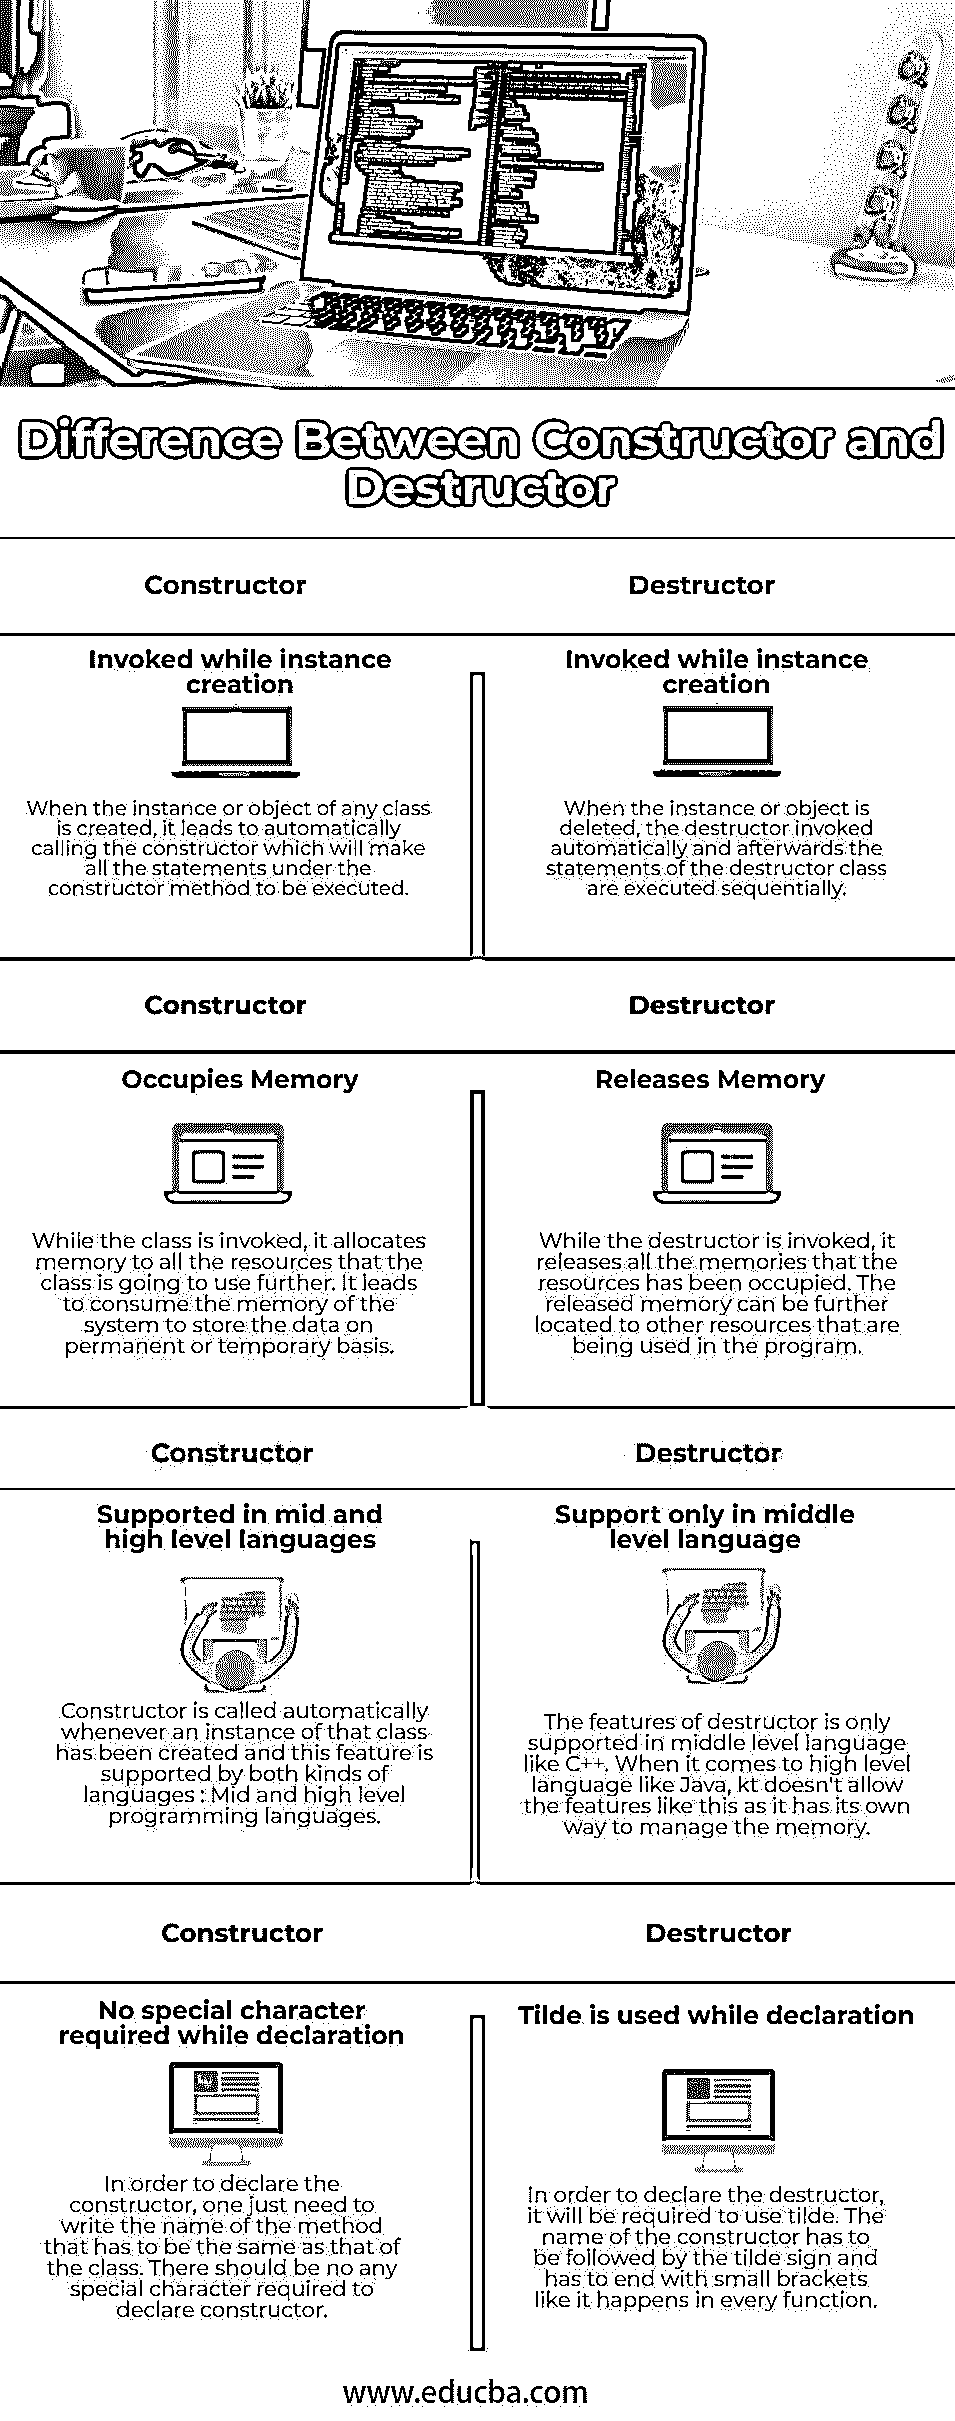 Difference Between Constructor and
Destructor
Constructor
Destructor
Invoked while instance
creation
When the instance or object of any class
is created, it leads to automatically
calling the constructor which will make
all the statements under the
constructor method to be executed.
Invoked while instance
creation
When the instance or object is
deleted, the destructor invoked
automatically and afterwards the
statements of the destructor class
are executed sequentially.
Constructor
Destructor
Occupies Memory
While the class is invoked, it allocates
memory to all the resources that the
class is going to use further. It leads
to consume the memory of the
system to store the data on
permanent or temporary basis.
Releases Memory
While the destructor is invoked, it
releases all the memories that the
resources has been occupied. The
released memory can be further
located to other resources that are
being used in the program.
Constructor
Destructor
Supported in mid and
high level languages
Constructor is called automatically
whenever an instance of that class
has been created and this feature is
supported by both kinds of
languages : Mid and high level
programming languages.
Support only in middle
level language
The features of destructor is only
supported in middle level language
like C++. When it comes to high level
language like Java, kt doesn't allow
the features like this as it has its own
way to manage the memory.
Constructor
Destructor
No special character
required while declaration
In order to declare the
constructor, one just need to
write the name of the method
that has to be the same as that of
the class. There should be no any
special character required to
declare constructor.
Tilde is used while declaration
In order to declare the destructor,
it will be required to use tilde. The
name of the constructor has to
be followed by the tilde sign and
has to end with small brackets
like it happens in every function.
www.educba.com